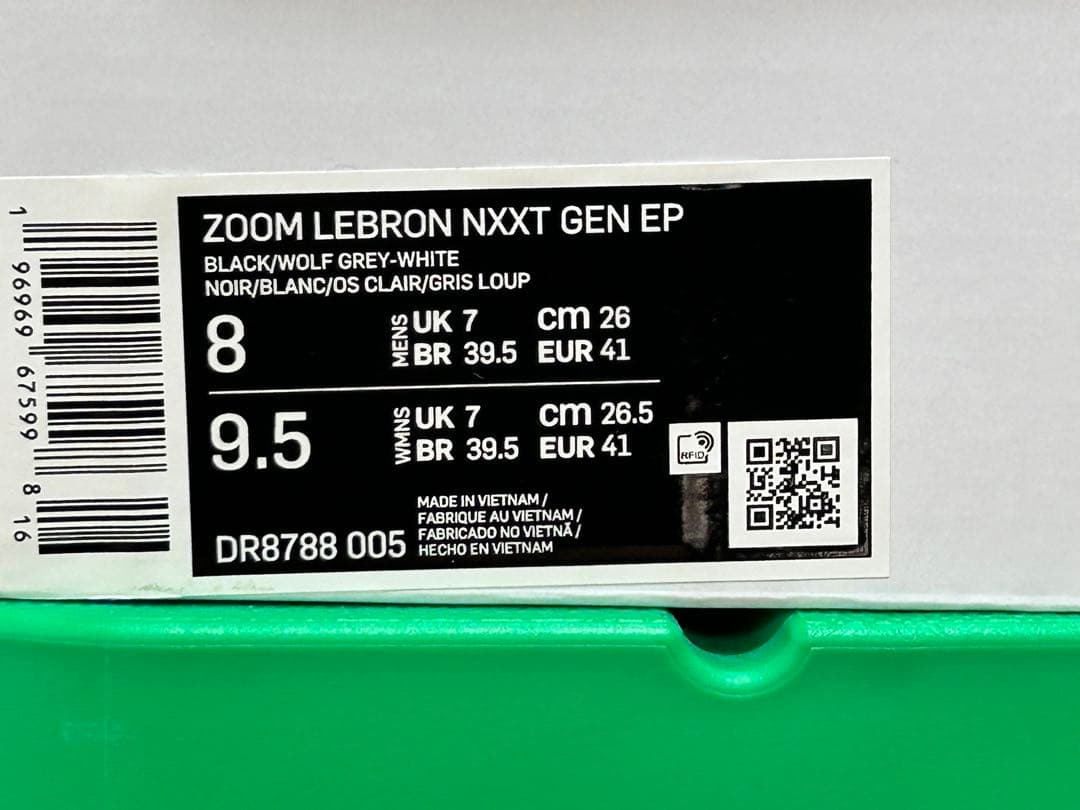 ZOOM LEBRON NXXT GEN EP
BLACK/WOLF GREY-WHITE
NOIR/BLANC/OS CLAIR/GRIS LOUP
8 MENS UK 7 cm 26
BR 39.5 EUR 41
9.5 WMNS UK 7 cm 26.5
BR 39.5 EUR 41
RFID
MADE IN VIETNAM /
FABRIQUE AU VIETNAM /
FABRICADO NO VIETNÃ /
HECHO EN VIETNAM
DR8788 005
1 96969 67599 8 16